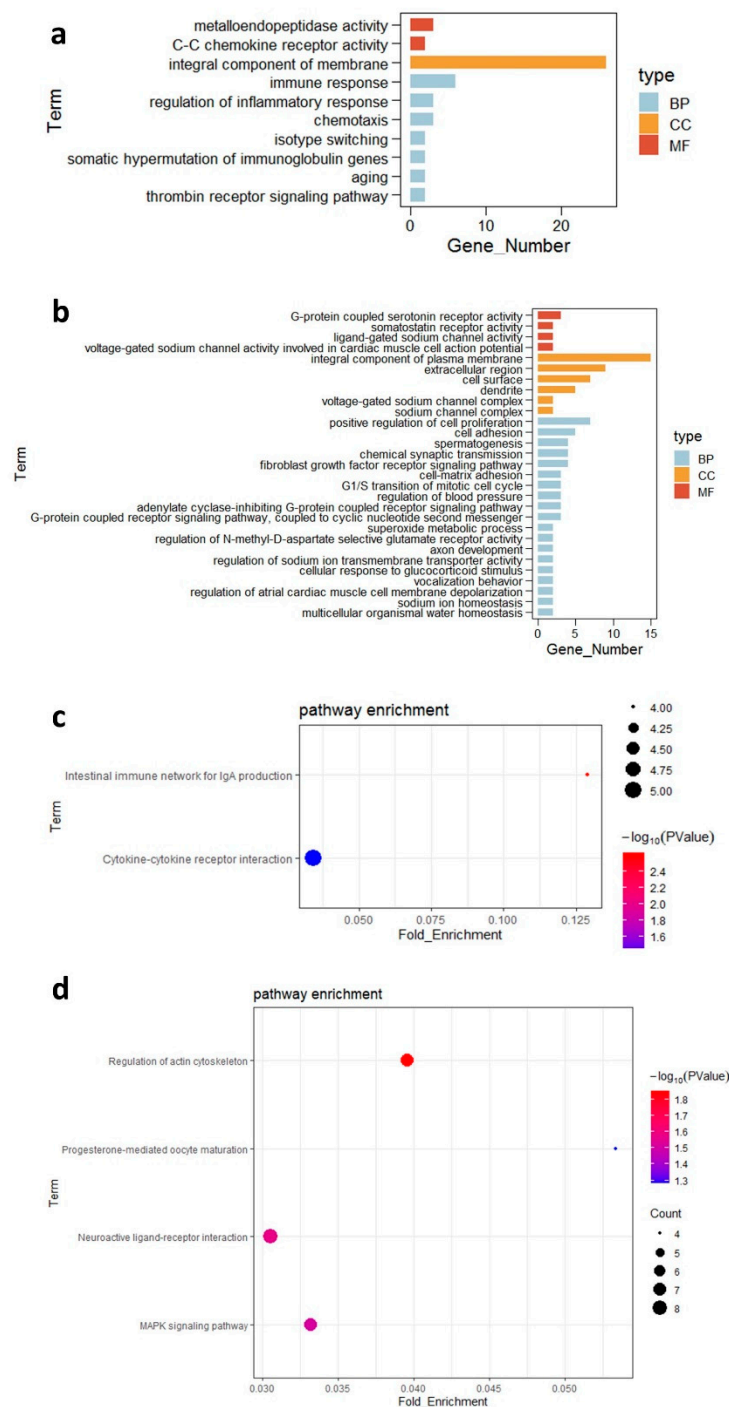 a
metalloendopeptidase activity
C-C chemokine receptor activity
integral component of membrane
immune response
regulation of inflammatory response
chemotaxis
isotype switching
somatic hypermutation of immunoglobulin genes
aging
thrombin receptor signaling pathway
Term
0 10 20
Gene_Number
type
BP
CC
MF
b
G-protein coupled serotonin receptor activity
somatostatin receptor activity
ligand-gated sodium channel activity
voltage-gated sodium channel activity involved in cardiac muscle cell action potential
integral component of plasma membrane
extracellular region
cell surface
dendrite
voltage-gated sodium channel complex
sodium channel complex
positive regulation of cell proliferation
cell adhesion
spermatogenesis
chemical synaptic transmission
fibroblast growth factor receptor signaling pathway
cell-matrix adhesion
G1/S transition of mitotic cell cycle
regulation of blood pressure
adenylate cyclase-inhibiting G-protein coupled receptor signaling pathway
G-protein coupled receptor signaling pathway, coupled to cyclic nucleotide second messenger
superoxide metabolic process
regulation of N-methyl-D-aspartate selective glutamate receptor activity
axon development
regulation of sodium ion transmembrane transporter activity
cellular response to glucocorticoid stimulus
vocalization behavior
regulation of atrial cardiac muscle cell membrane depolarization
sodium ion homeostasis
multicellular organismal water homeostasis
Term
0 5 10 15
Gene_Number
type
BP
CC
MF
c
pathway enrichment
Intestinal immune network for IgA production
Cytokine-cytokine receptor interaction
Term
0.050 0.075 0.100 0.125
Fold_Enrichment
4.00
4.25
4.50
4.75
5.00
−log10(PValue)
2.4
2.2
2.0
1.8
1.6
d
pathway enrichment
Regulation of actin cytoskeleton
Progesterone-mediated oocyte maturation
Neuroactive ligand-receptor interaction
MAPK signaling pathway
Term
0.030 0.035 0.040 0.045 0.050
Fold_Enrichment
−log10(PValue)
1.8
1.7
1.6
1.5
1.4
1.3
Count
4
5
6
7
8